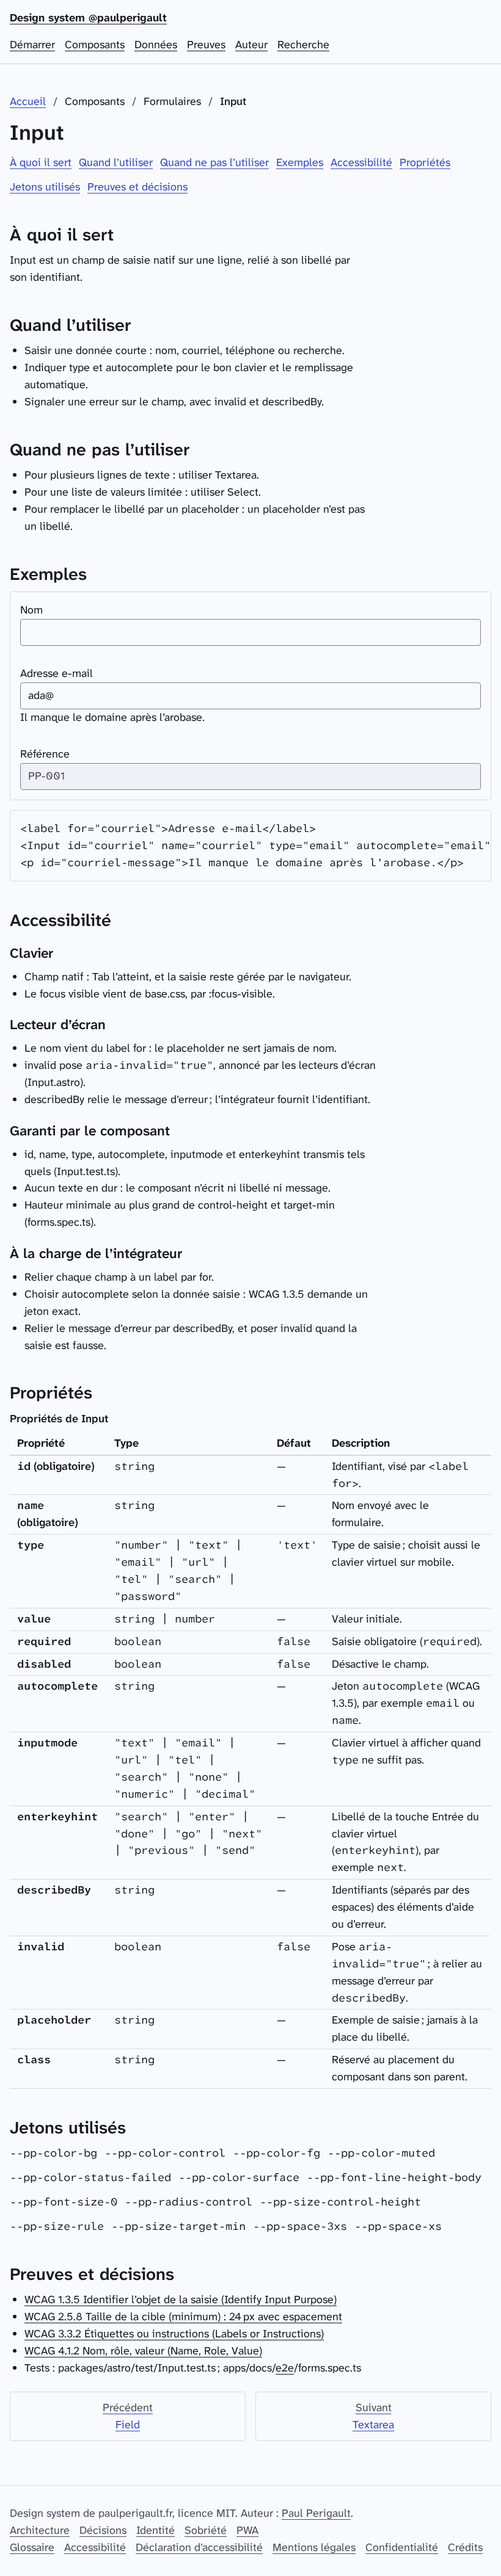 Design system @paulperigault
Démarrer Composants Données Preuves Auteur Recherche
Accueil / Composants / Formulaires / Input
Input
À quoi il sert Quand l’utiliser Quand ne pas l’utiliser Exemples Accessibilité Propriétés
Jetons utilisés Preuves et décisions
À quoi il sert
Input est un champ de saisie natif sur une ligne, relié à son libellé par
son identifiant.
Quand l’utiliser
• Saisir une donnée courte : nom, courriel, téléphone ou recherche.
• Indiquer type et autocomplete pour le bon clavier et le remplissage
automatique.
• Signaler une erreur sur le champ, avec invalid et describedBy.
Quand ne pas l’utiliser
• Pour plusieurs lignes de texte : utiliser Textarea.
• Pour une liste de valeurs limitée : utiliser Select.
• Pour remplacer le libellé par un placeholder : un placeholder n’est pas
un libellé.
Exemples
Nom
Adresse e-mail
ada@
Il manque le domaine après l’arobase.
Référence
PP-001
<label for="courriel">Adresse e-mail</label>
<Input id="courriel" name="courriel" type="email" autocomplete="email"
<p id="courriel-message">Il manque le domaine après l’arobase.</p>
Accessibilité
Clavier
• Champ natif : Tab l’atteint, et la saisie reste gérée par le navigateur.
• Le focus visible vient de base.css, par :focus-visible.
Lecteur d’écran
• Le nom vient du label for : le placeholder ne sert jamais de nom.
• invalid pose aria-invalid="true", annoncé par les lecteurs d’écran
(Input.astro).
• describedBy relie le message d’erreur ; l’intégrateur fournit l’identifiant.
Garanti par le composant
• id, name, type, autocomplete, inputmode et enterkeyhint transmis tels
quels (Input.test.ts).
• Aucun texte en dur : le composant n’écrit ni libellé ni message.
• Hauteur minimale au plus grand de control-height et target-min
(forms.spec.ts).
À la charge de l’intégrateur
• Relier chaque champ à un label par for.
• Choisir autocomplete selon la donnée saisie : WCAG 1.3.5 demande un
jeton exact.
• Relier le message d’erreur par describedBy, et poser invalid quand la
saisie est fausse.
Propriétés
Propriétés de Input
Propriété Type Défaut Description
id (obligatoire) string — Identifiant, visé par <label
for>.
name string — Nom envoyé avec le
(obligatoire) formulaire.
type "number" | "text" | 'text' Type de saisie ; choisit aussi le
"email" | "url" | clavier virtuel sur mobile.
"tel" | "search" |
"password"
value string | number — Valeur initiale.
required boolean false Saisie obligatoire (required).
disabled boolean false Désactive le champ.
autocomplete string — Jeton autocomplete (WCAG
1.3.5), par exemple email ou
name.
inputmode "text" | "email" | — Clavier virtuel à afficher quand
"url" | "tel" | type ne suffit pas.
"search" | "none" |
"numeric" | "decimal"
enterkeyhint "search" | "enter" | — Libellé de la touche Entrée du
"done" | "go" | "next" clavier virtuel
| "previous" | "send" (enterkeyhint), par
exemple next.
describedBy string — Identifiants (séparés par des
espaces) des éléments d’aide
ou d’erreur.
invalid boolean false Pose aria-
invalid="true" ; à relier au
message d’erreur par
describedBy.
placeholder string — Exemple de saisie ; jamais à la
place du libellé.
class string — Réservé au placement du
composant dans son parent.
Jetons utilisés
--pp-color-bg --pp-color-control --pp-color-fg --pp-color-muted
--pp-color-status-failed --pp-color-surface --pp-font-line-height-body
--pp-font-size-0 --pp-radius-control --pp-size-control-height
--pp-size-rule --pp-size-target-min --pp-space-3xs --pp-space-xs
Preuves et décisions
• WCAG 1.3.5 Identifier l’objet de la saisie (Identify Input Purpose)
• WCAG 2.5.8 Taille de la cible (minimum) : 24 px avec espacement
• WCAG 3.3.2 Étiquettes ou instructions (Labels or Instructions)
• WCAG 4.1.2 Nom, rôle, valeur (Name, Role, Value)
• Tests : packages/astro/test/Input.test.ts ; apps/docs/e2e/forms.spec.ts
Précédent Suivant
Field Textarea
Design system de paulperigault.fr, licence MIT. Auteur : Paul Perigault.
Architecture Décisions Identité Sobriété PWA
Glossaire Accessibilité Déclaration d’accessibilité Mentions légales Confidentialité Crédits